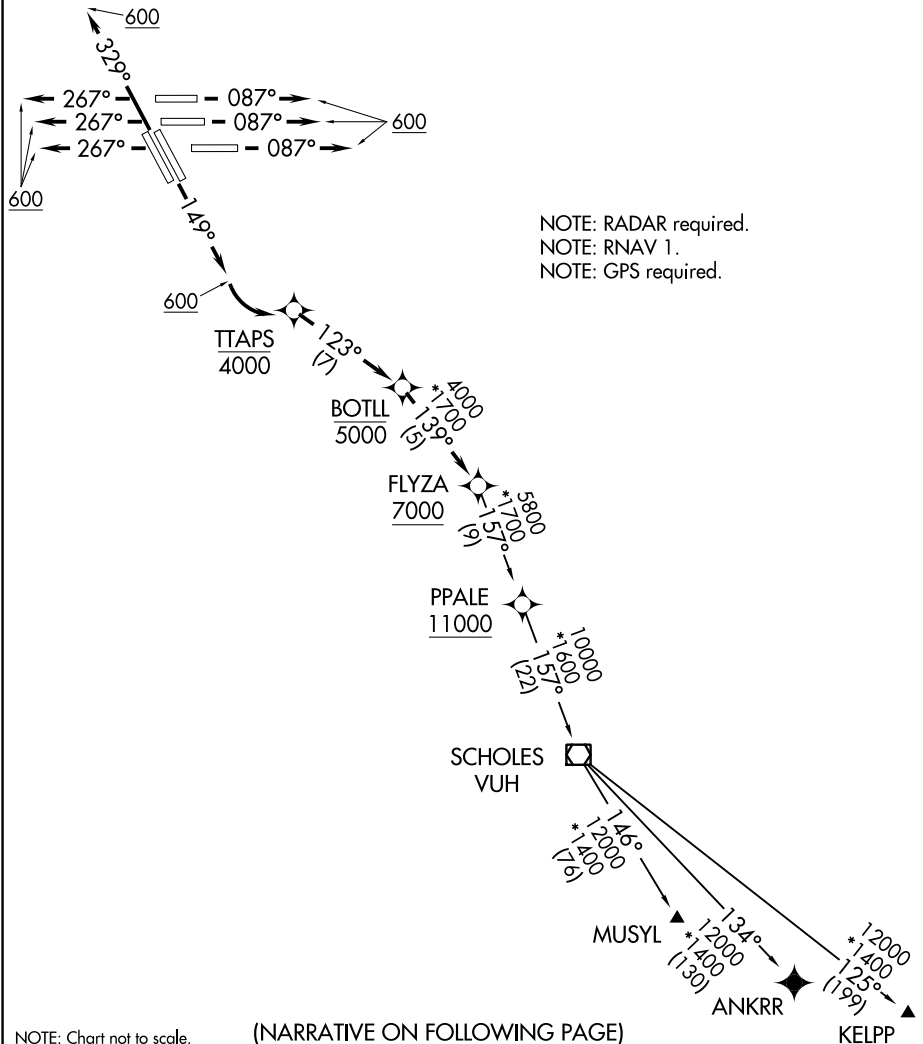 600
329°
267° 087°
267° 087°
267° 087°
600
600
149°
NOTE: RADAR required.
NOTE: RNAV 1.
NOTE: GPS required.
600
TTAPS
4000
123°
(7)
BOTLL
5000
4000
*1700
139°
(5)
FLYZA
7000
5800
*1700
157°
(9)
PPALE
11000
10000
*1600
157°
(22)
SCHOLES
VUH
146°
12000
*1400
(76)
MUSYL
134°
12000
*1400
(130)
ANKRR
12000
*1400
125°
(199)
KELPP
NOTE: Chart not to scale.
(NARRATIVE ON FOLLOWING PAGE)